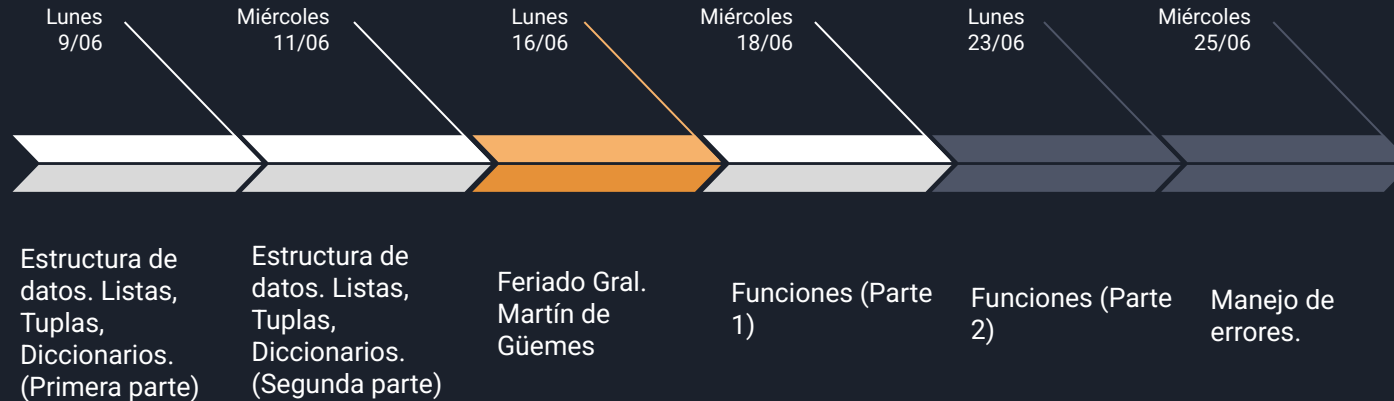 Lunes
9/06
Miércoles
11/06
Lunes
16/06
Miércoles
18/06
Lunes
23/06
Miércoles
25/06
Estructura de
datos. Listas,
Tuplas,
Diccionarios.
(Primera parte)
Estructura de
datos. Listas,
Tuplas,
Diccionarios.
(Segunda parte)
Feriado Gral.
Martín de
Güemes
Funciones (Parte
1)
Funciones (Parte
2)
Manejo de
errores.